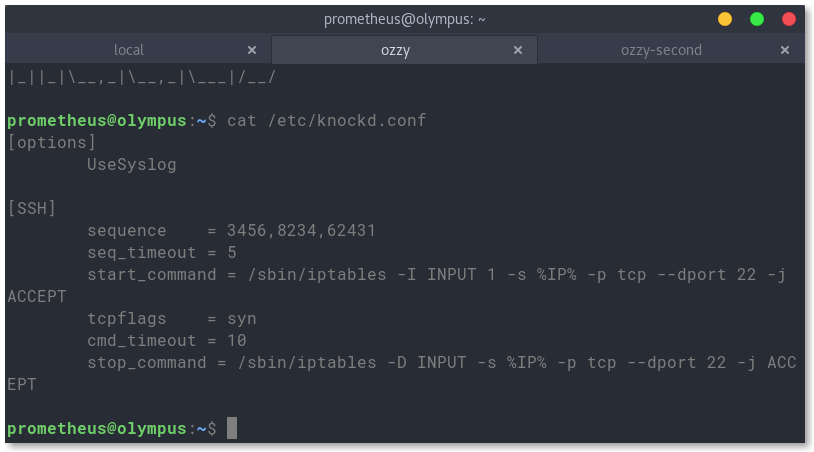 prometheus@olympus: ~
local × ozzy × ozzy-second ×
|_||_|\__,_|\__,_|\___|/__/
prometheus@olympus:~$ cat /etc/knockd.conf
[options]
        UseSyslog
[SSH]
        sequence    = 3456,8234,62431
        seq_timeout = 5
        start_command = /sbin/iptables -I INPUT 1 -s %IP% -p tcp --dport 22 -j
ACCEPT
        tcpflags    = syn
        cmd_timeout = 10
        stop_command = /sbin/iptables -D INPUT -s %IP% -p tcp --dport 22 -j ACC
EPT
prometheus@olympus:~$